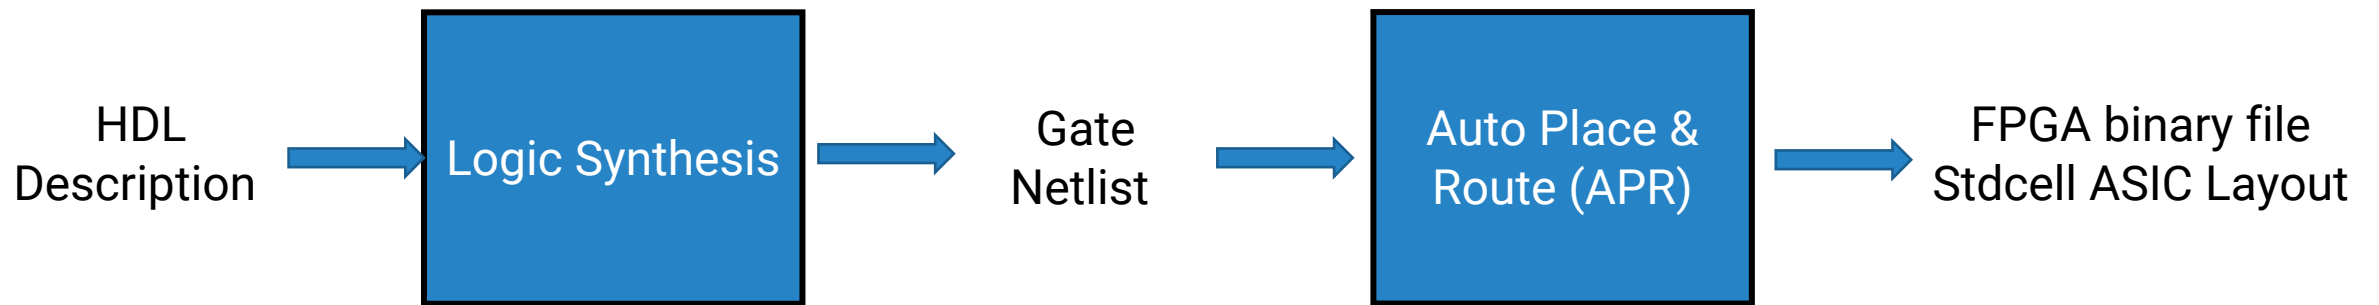 HDL
Description
Logic Synthesis
Gate
Netlist
Auto Place &
Route (APR)
FPGA binary file
Stdcell ASIC Layout